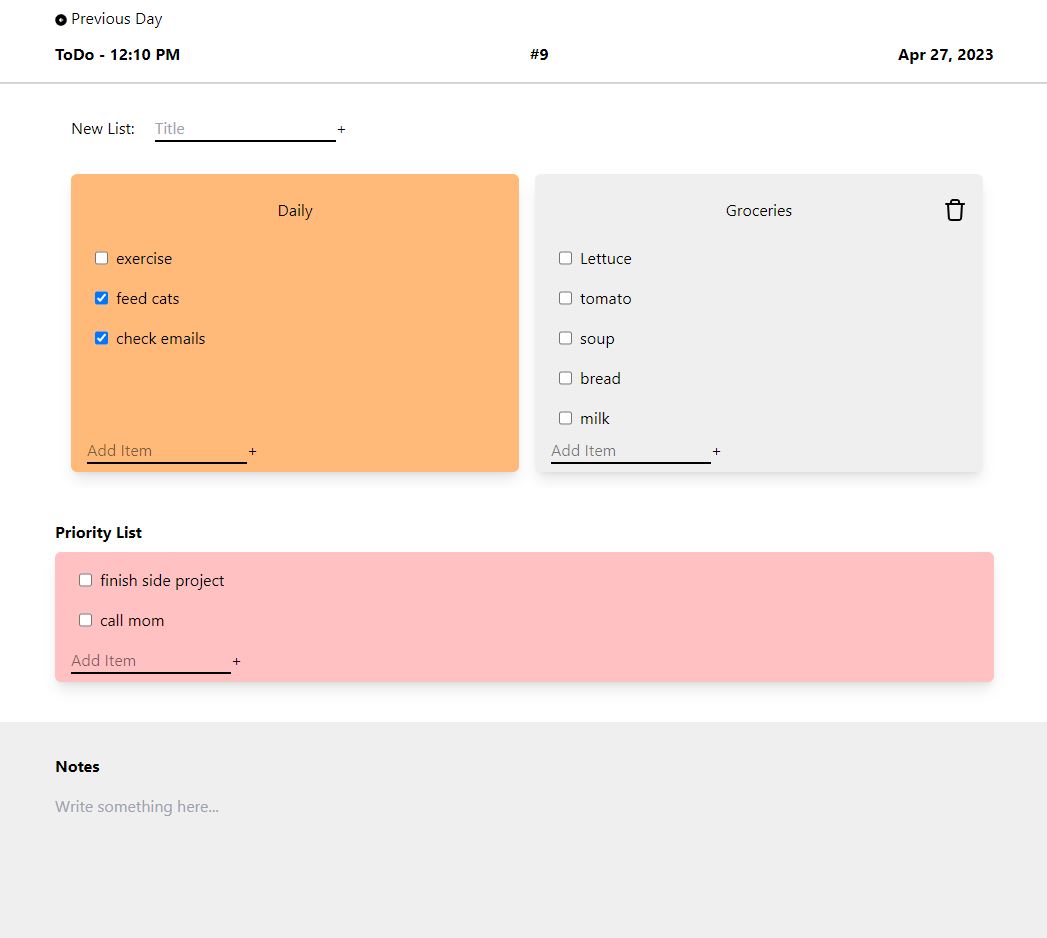 Previous Day
ToDo - 12:10 PM #9 Apr 27, 2023
New List: Title +
Daily
exercise
feed cats
check emails
Add Item +
Groceries
Lettuce
tomato
soup
bread
milk
Add Item +
Priority List
finish side project
call mom
Add Item +
Notes
Write something here...